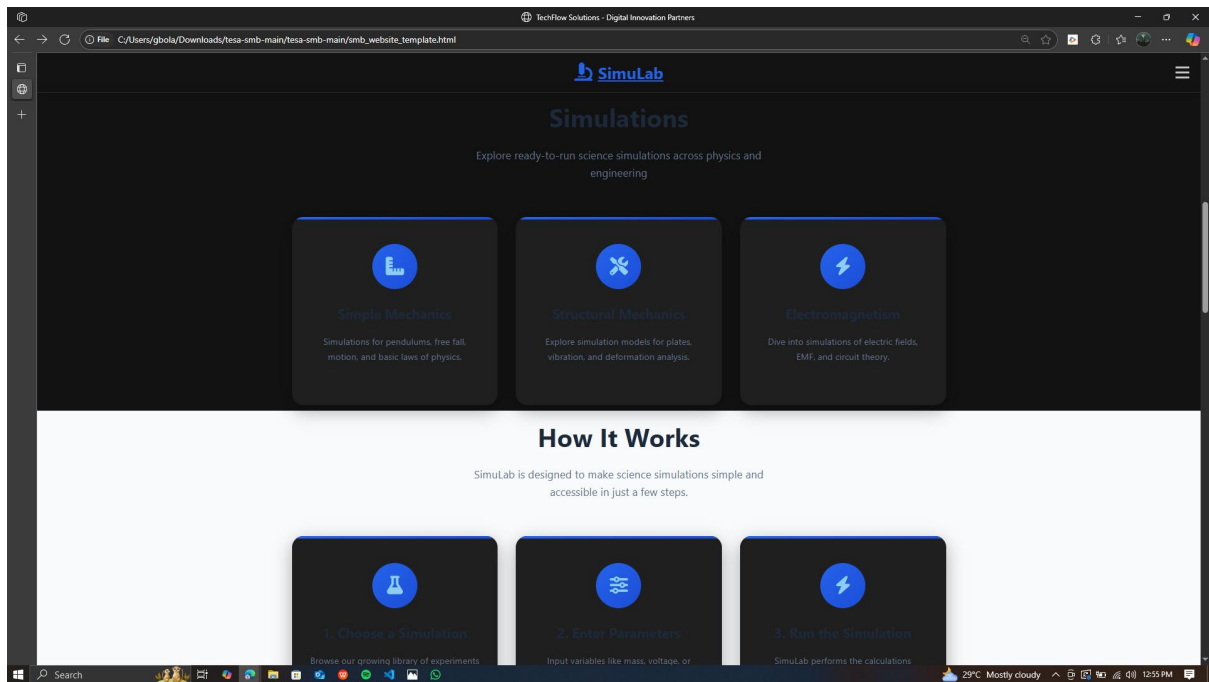 TechFlow Solutions - Digital Innovation Partners
File C:/Users/gbola/Downloads/tesa-smb-main/tesa-smb-main/smb_website_template.html
SimuLab
Simulations
Explore ready-to-run science simulations across physics and
engineering
Simple Mechanics
Simulations for pendulums, free fall,
motion, and basic laws of physics.
Structural Mechanics
Explore simulation models for plates,
vibration, and deformation analysis.
Electromagnetism
Dive into simulations of electric fields,
EMF, and circuit theory.
How It Works
SimuLab is designed to make science simulations simple and
accessible in just a few steps.
1. Choose a Simulation
Browse our growing library of experiments
2. Enter Parameters
Input variables like mass, voltage, or
3. Run the Simulation
SimuLab performs the calculations
Search
29°C Mostly cloudy
12:55 PM